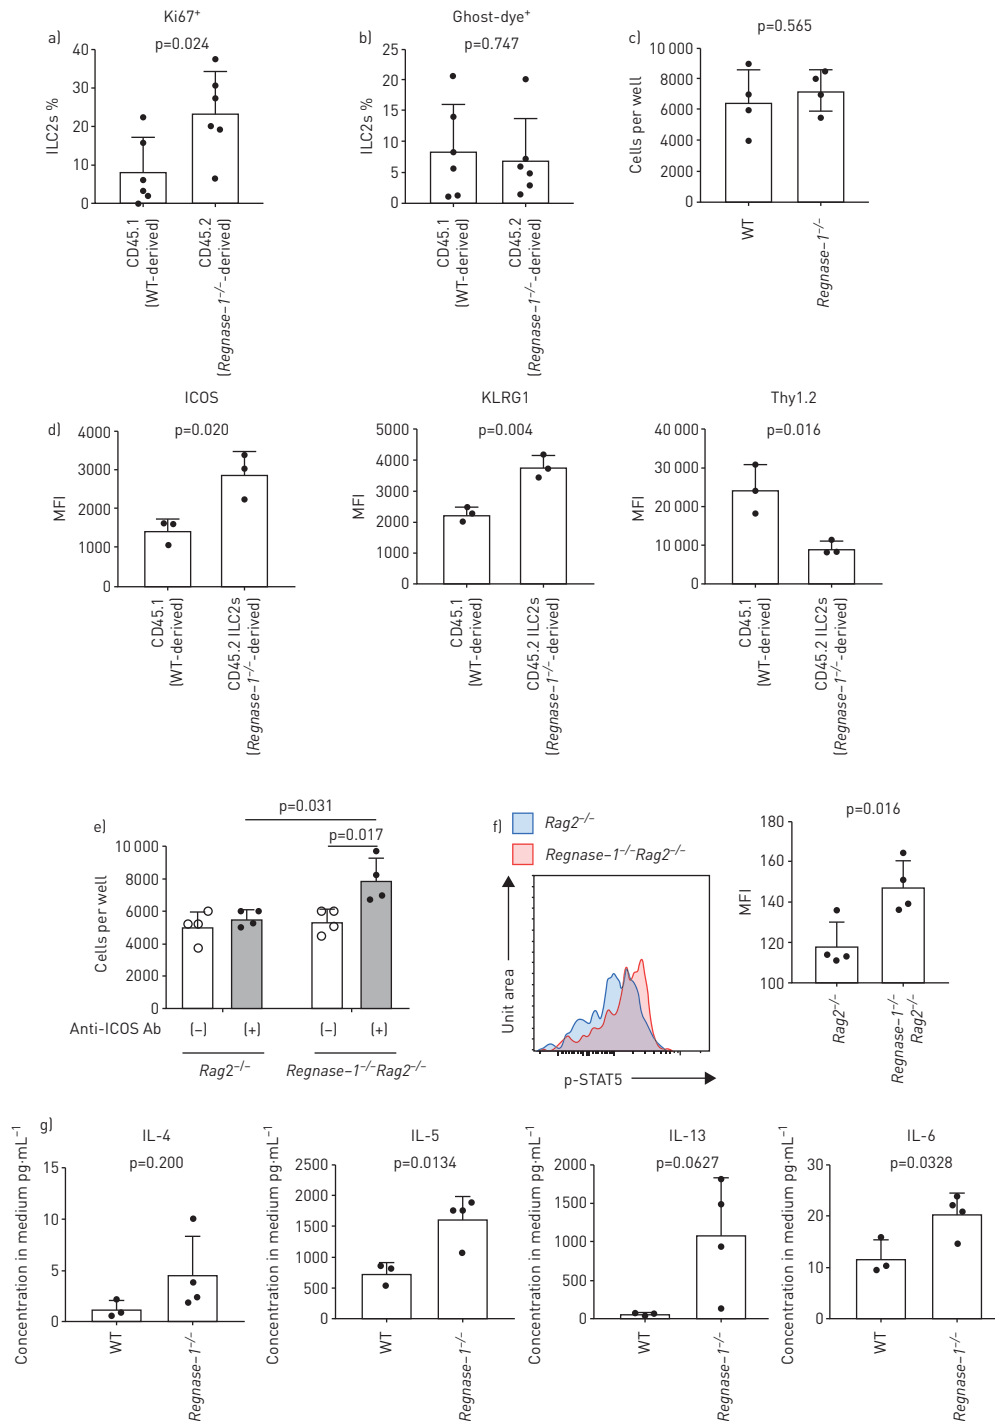 Ki67⁺
a)
p=0.024
ILC2s %
40
30
20
10
0
CD45.1
(WT-derived)
CD45.2
(Regnase–1⁻/⁻-derived)
Ghost-dye⁺
b)
p=0.747
ILC2s %
25
20
15
10
5
0
CD45.1
(WT-derived)
CD45.2
(Regnase–1⁻/⁻-derived)
c)
p=0.565
Cells per well
10 000
8000
6000
4000
2000
0
WT
Regnase–1⁻/⁻
d)
ICOS
p=0.020
MFI
4000
3000
2000
1000
0
CD45.1
(WT-derived)
CD45.2 ILC2s
(Regnase–1⁻/⁻-derived)
KLRG1
p=0.004
MFI
5000
4000
3000
2000
1000
0
CD45.1
(WT-derived)
CD45.2 ILC2s
(Regnase–1⁻/⁻-derived)
Thy1.2
p=0.016
MFI
40 000
30 000
20 000
10 000
0
CD45.1
(WT-derived)
CD45.2 ILC2s
(Regnase–1⁻/⁻-derived)
e)
p=0.031
p=0.017
Cells per well
10 000
8000
6000
4000
2000
0
Anti-ICOS Ab (–) (+) (–) (+)
Rag2⁻/⁻ Regnase–1⁻/⁻Rag2⁻/⁻
f)
Rag2⁻/⁻
Regnase–1⁻/⁻Rag2⁻/⁻
Unit area
p-STAT5
p=0.016
MFI
180
160
140
120
100
Rag2⁻/⁻
Regnase–1⁻/⁻
Rag2⁻/⁻
g)
IL-4
p=0.200
Concentration in medium pg·mL⁻¹
15
10
5
0
WT
Regnase–1⁻/⁻
IL-5
p=0.0134
Concentration in medium pg·mL⁻¹
2500
2000
1500
1000
500
0
WT
Regnase–1⁻/⁻
IL-13
p=0.0627
Concentration in medium pg·mL⁻¹
2000
1500
1000
500
0
WT
Regnase–1⁻/⁻
IL-6
p=0.0328
Concentration in medium pg·mL⁻¹
30
20
10
0
WT
Regnase–1⁻/⁻